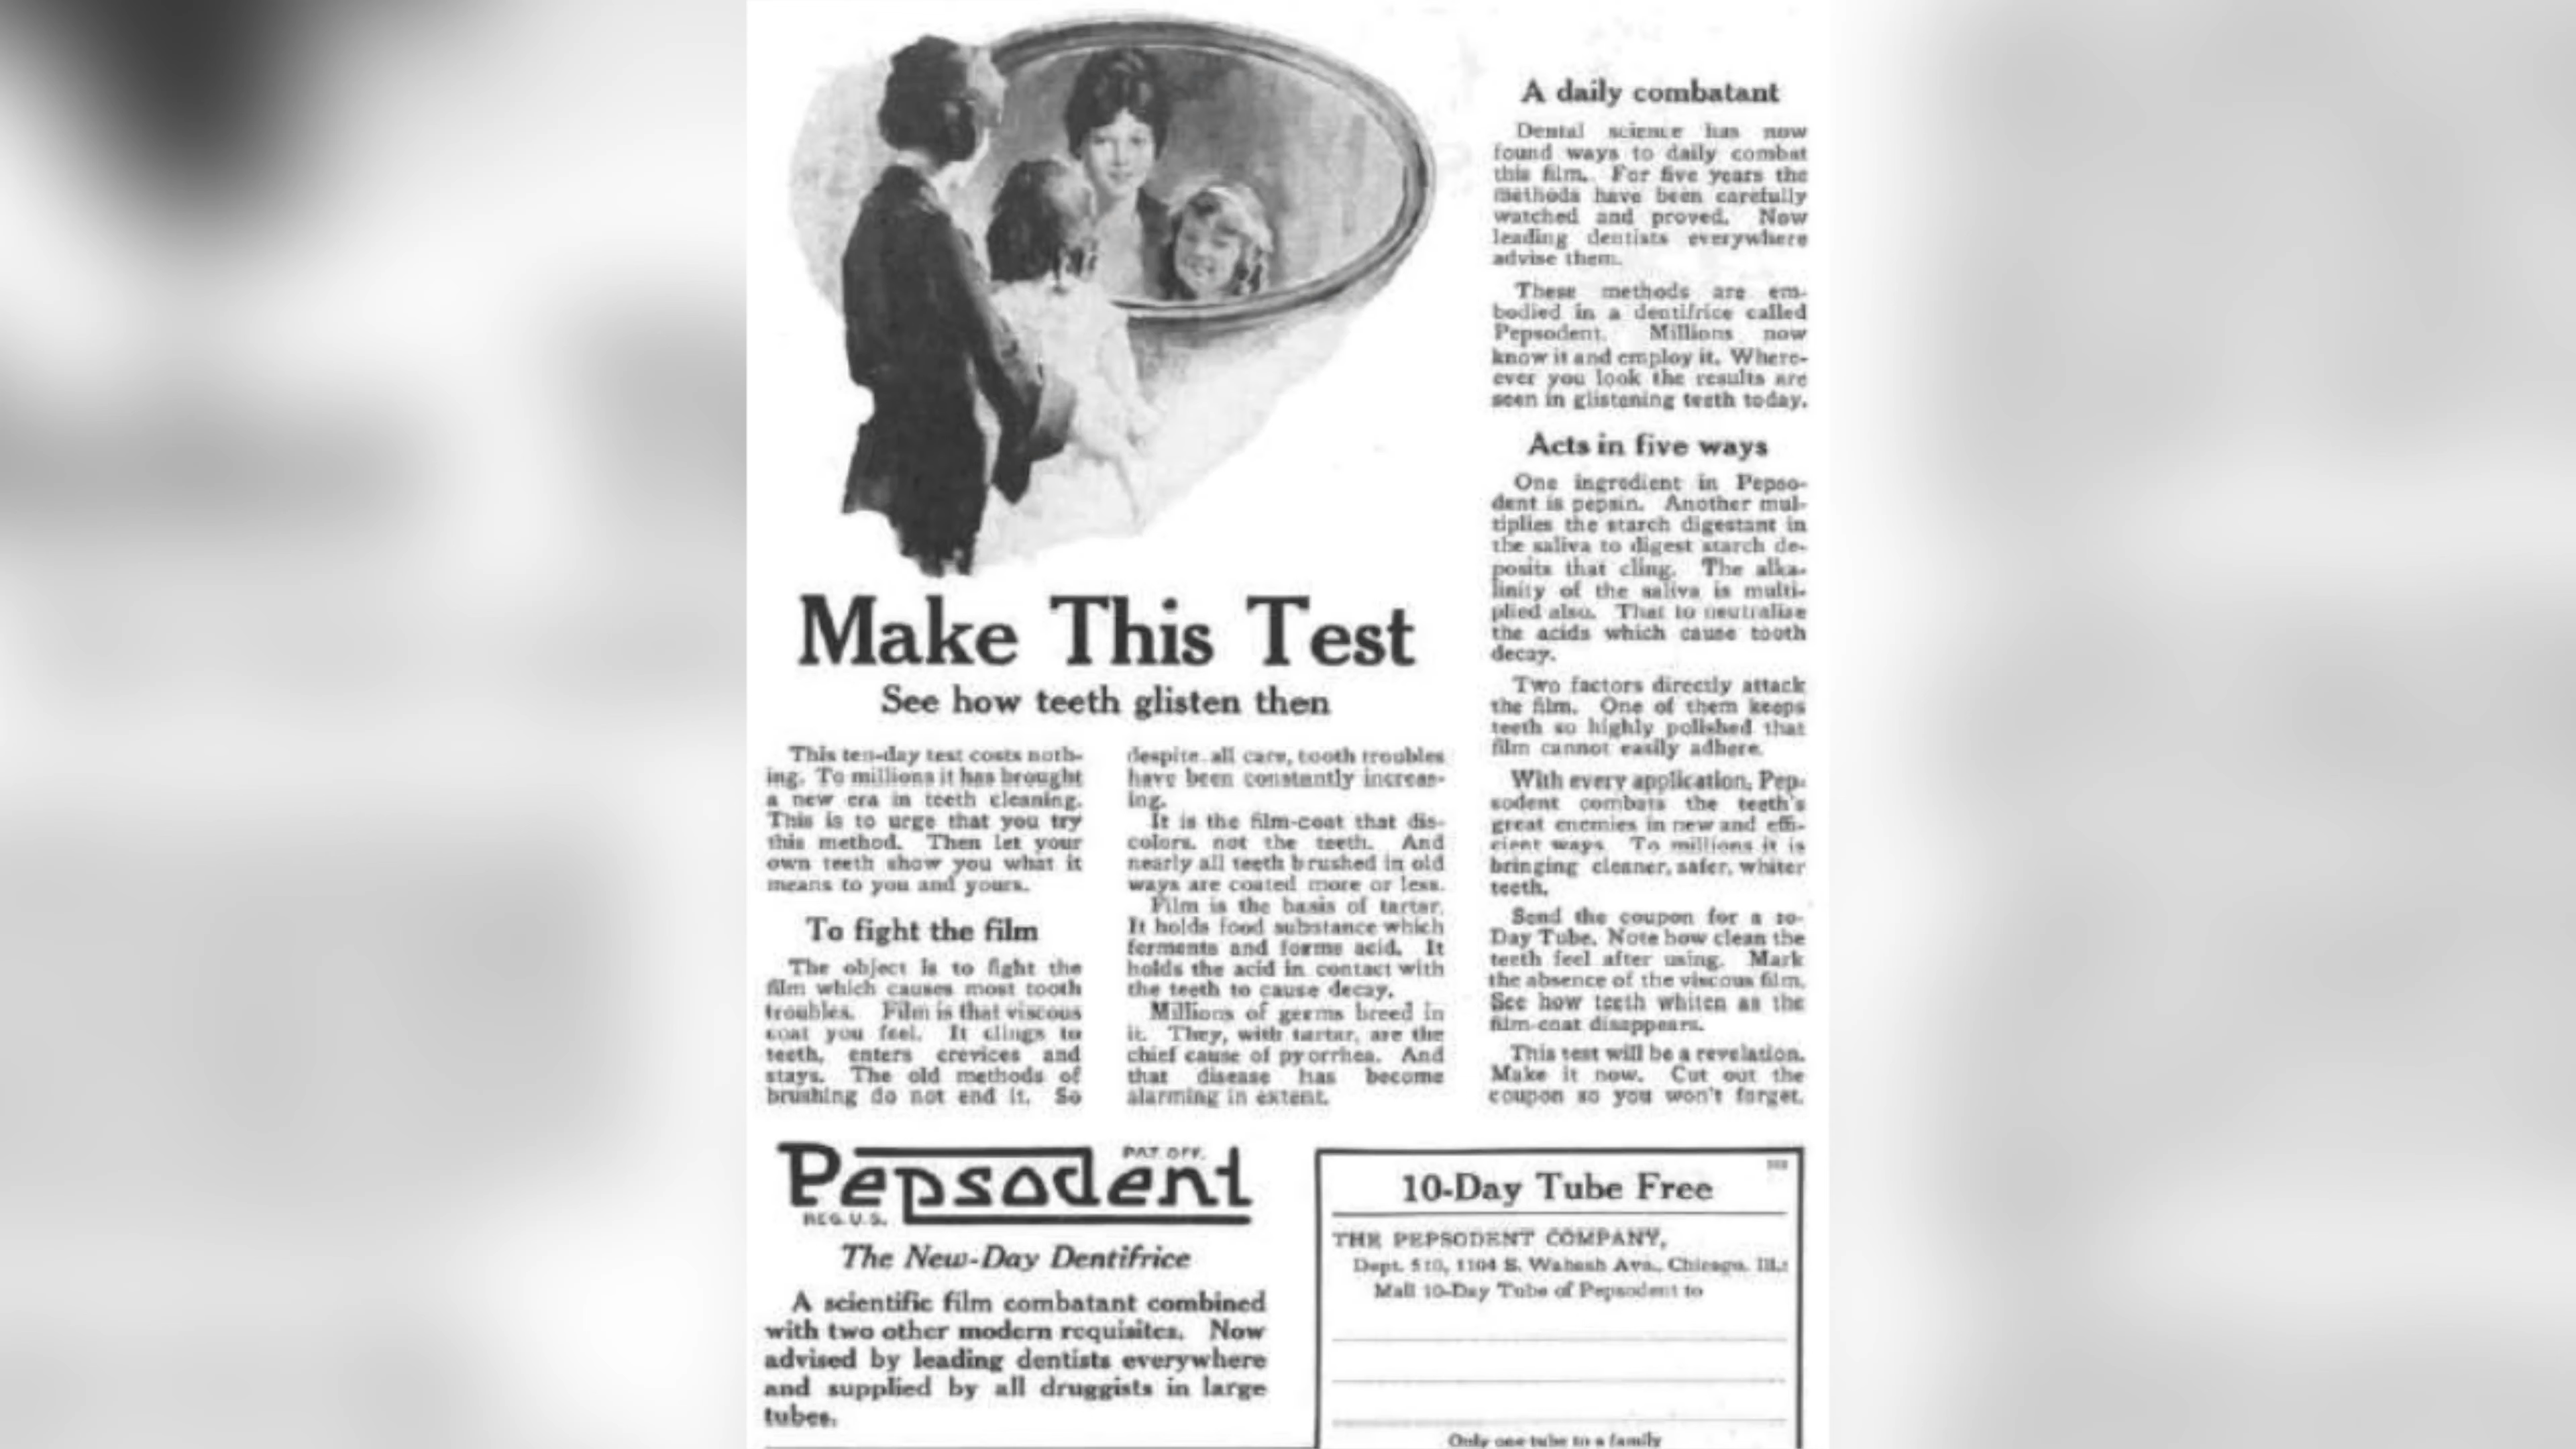 Make This Test
See how teeth glisten then
This ten-day test costs noth-
ing. To millions it has brought
a new era in teeth cleaning.
This is to urge that you try
this method. Then let your
own teeth show you what it
means to you and yours.
To fight the film
The object is to fight the
film which causes most tooth
troubles. Film is that viscous
coat you feel. It clings to
teeth, enters crevices and
stays. The old methods of
brushing do not end it. So
despite all care, tooth troubles
have been constantly increas-
ing.
It is the film-coat that dis-
colors, not the teeth. And
nearly all teeth brushed in old
ways are coated more or less.
Film is the basis of tartar.
It holds food substance which
ferments and forms acid. It
holds the acid in contact with
the teeth to cause decay.
Millions of germs breed in
it. They, with tartar, are the
chief cause of pyorrhea. And
that disease has become
alarming in extent.
A daily combatant
Dental science has now
found ways to daily combat
this film. For five years the
methods have been carefully
watched and proved. Now
leading dentists everywhere
advise them.
These methods are em-
bodied in a dentifrice called
Pepsodent. Millions now
know it and employ it. Where-
ever you look the results are
seen in glistening teeth today.
Acts in five ways
One ingredient in Pepso-
dent is pepsin. Another mul-
tiplies the starch digestant in
the saliva to digest starch de-
posits that cling. The alka-
linity of the saliva is multi-
plied also. That to neutralize
the acids which cause tooth
decay.
Two factors directly attack
the film. One of them keeps
teeth so highly polished that
film cannot easily adhere.
With every application, Pep-
sodent combats the teeth's
great enemies in new and effi-
cient ways. To millions it is
bringing cleaner, safer, whiter
teeth.
Send the coupon for a 10-
Day Tube. Note how clean the
teeth feel after using. Mark
the absence of the viscous film.
See how teeth whiten as the
film-coat disappears.
This test will be a revelation.
Make it now. Cut out the
coupon so you won't forget.
PAT. OFF.
Pepsodent
REG. U.S.
The New-Day Dentifrice
A scientific film combatant combined
with two other modern requisites. Now
advised by leading dentists everywhere
and supplied by all druggists in large
tubes.
10-Day Tube Free
THE PEPSODENT COMPANY,
Dept. 510, 1104 S. Wabash Ave., Chicago, Ill.:
Mail 10-Day Tube of Pepsodent to
Only one tube to a family